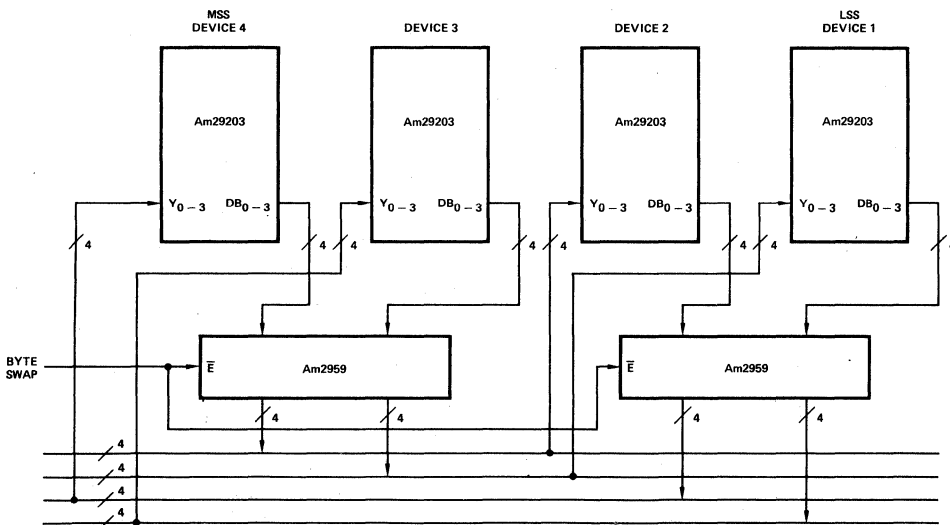 MSS
DEVICE 4
DEVICE 3
DEVICE 2
LSS
DEVICE 1
Am29203
Am29203
Am29203
Am29203
Y0 – 3 DB0 – 3
Y0 – 3 DB0 – 3
Y0 – 3 DB0 – 3
Y0 – 3 DB0 – 3
4
4
4
4
4
4
4
4
BYTE
SWAP
E̅
Am2959
E̅
Am2959
4
4
4
4
4
4
4
4